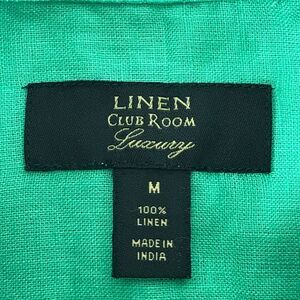 LINEN
CLUB ROOM
Luxury
M
100%
LINEN
MADE IN
INDIA